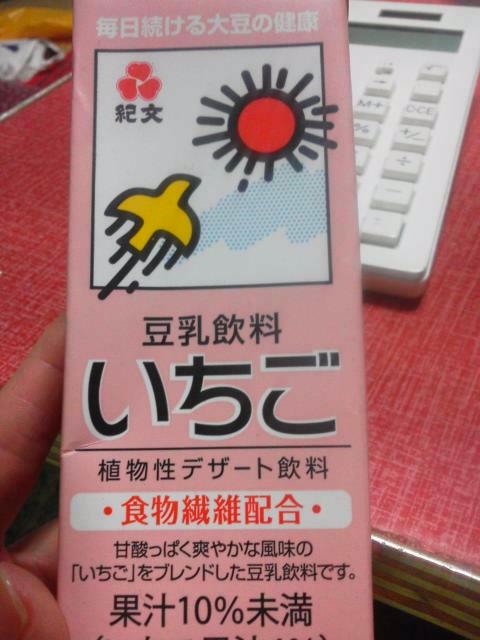 毎日続ける大豆の健康
紀文
豆乳飲料
いちご
植物性デザート飲料
・食物繊維配合・
甘酸っぱく爽やかな風味の
「いちご」をブレンドした豆乳飲料です。
果汁10%未満
M+
CCE
%
+/-
÷